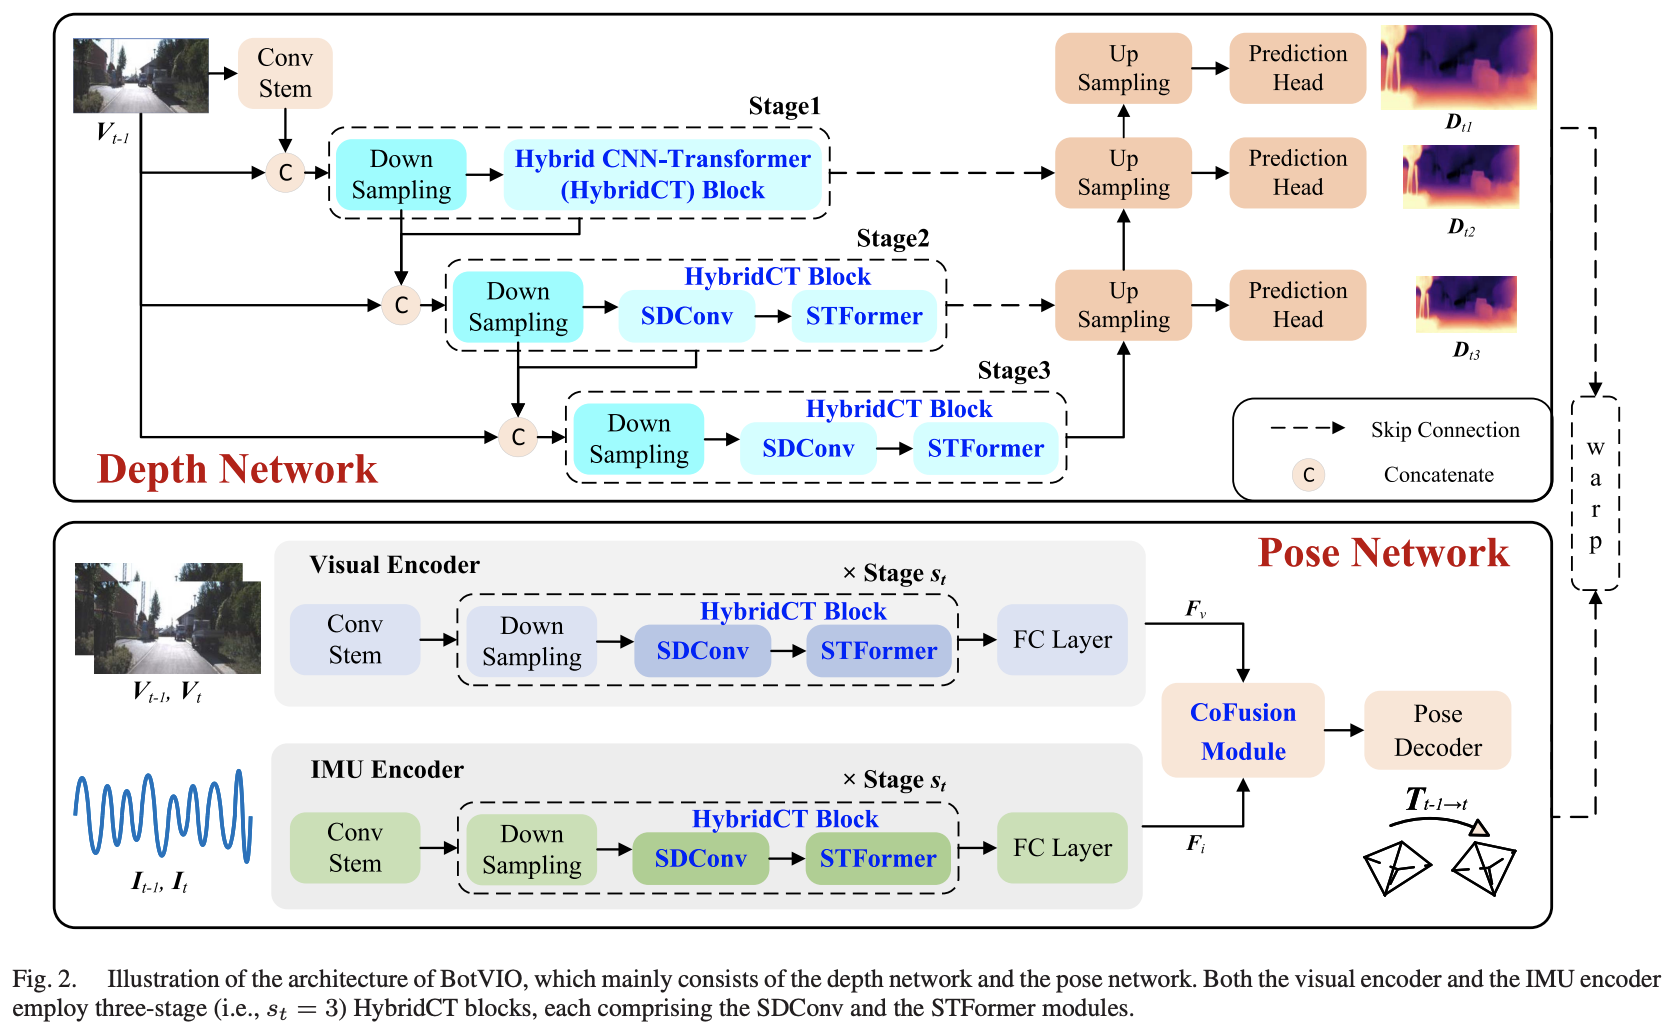 V_{t-1}
Conv
Stem
C
Stage1
Down
Sampling
Hybrid CNN-Transformer
(HybridCT) Block
Up
Sampling
Prediction
Head
D_{t1}
Up
Sampling
Prediction
Head
D_{t2}
C
Stage2
Down
Sampling
HybridCT Block
SDConv
STFormer
Up
Sampling
Prediction
Head
D_{t3}
C
Stage3
Down
Sampling
HybridCT Block
SDConv
STFormer
Skip Connection
C
Concatenate
Depth Network
w
a
r
p
Pose Network
V_{t-1}, V_t
Visual Encoder
× Stage s_t
Conv
Stem
Down
Sampling
HybridCT Block
SDConv
STFormer
FC Layer
F_v
I_{t-1}, I_t
IMU Encoder
× Stage s_t
Conv
Stem
Down
Sampling
HybridCT Block
SDConv
STFormer
FC Layer
F_i
CoFusion
Module
Pose
Decoder
T_{t-1→t}
Fig. 2. Illustration of the architecture of BotVIO, which mainly consists of the depth network and the pose network. Both the visual encoder and the IMU encoder
employ three-stage (i.e., s_t = 3) HybridCT blocks, each comprising the SDConv and the STFormer modules.